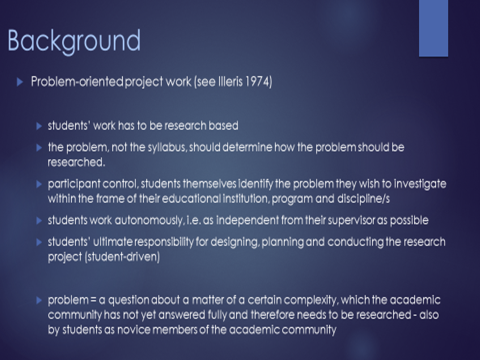 Background
Problem-oriented project work (see Illeris 1974)
students' work has to be research based
the problem, not the syllabus, should determine how the problem should be
researched.
participant control, students themselves identify the problem they wish to investigate
within the frame of their educational institution, program and discipline/s
students work autonomously, i.e. as independent from their supervisor as possible
students' ultimate responsibility for designing, planning and conducting the research
project (student-driven)
problem = a question about a matter of a certain complexity, which the academic
community has not yet answered fully and therefore needs to be researched - also
by students as novice members of the academic community